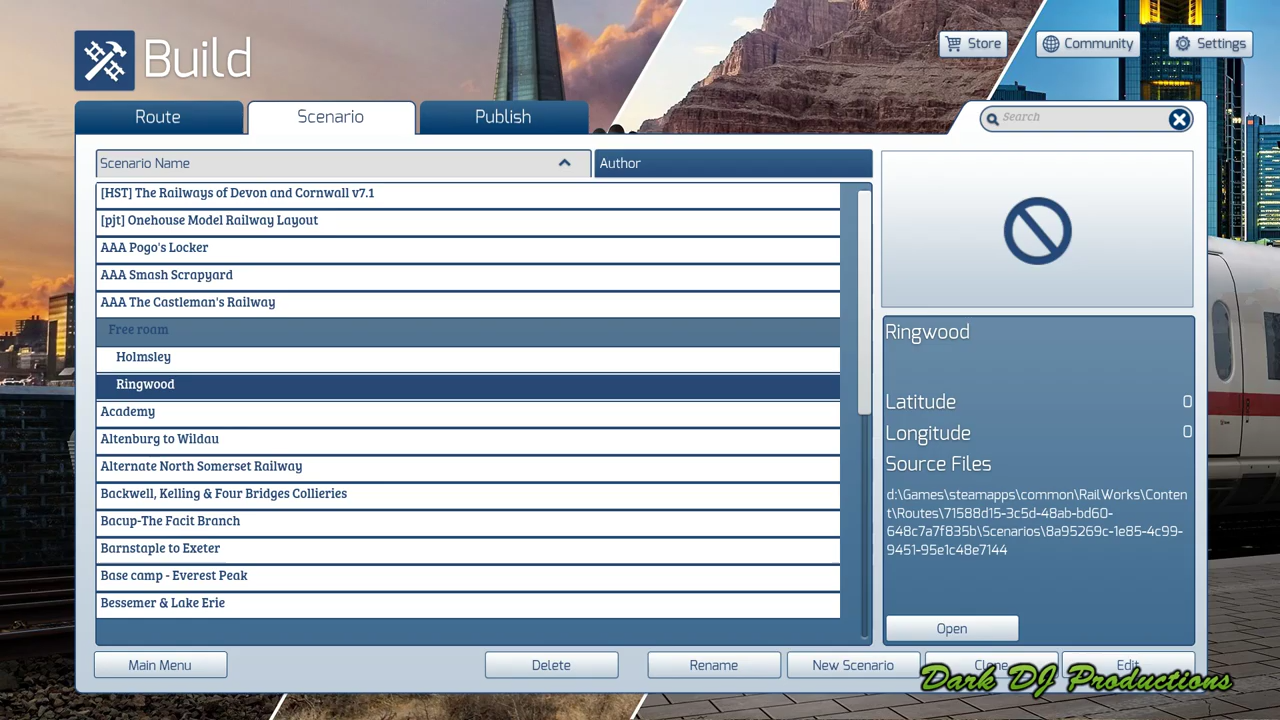 Build
Store
Community
Settings
Route
Scenario
Publish
Search
Scenario Name
Author
[HST] The Railways of Devon and Cornwall v7.1
[pjt] Onehouse Model Railway Layout
AAA Pogo's Locker
AAA Smash Scrapyard
AAA The Castleman's Railway
Free roam
Holmsley
Ringwood
Academy
Altenburg to Wildau
Alternate North Somerset Railway
Backwell, Kelling & Four Bridges Collieries
Bacup-The Facit Branch
Barnstaple to Exeter
Base camp - Everest Peak
Bessemer & Lake Erie
Ringwood
Latitude 0
Longitude 0
Source Files
d:\Games\steamapps\common\RailWorks\Conten
t\Routes\71588d15-3c5d-48ab-bd60-
648c7a7f835b\Scenarios\8a95269c-1e85-4c99-
9451-95e1c48e7144
Open
Main Menu
Delete
Rename
New Scenario
Clone
Edit
Dark DJ Productions